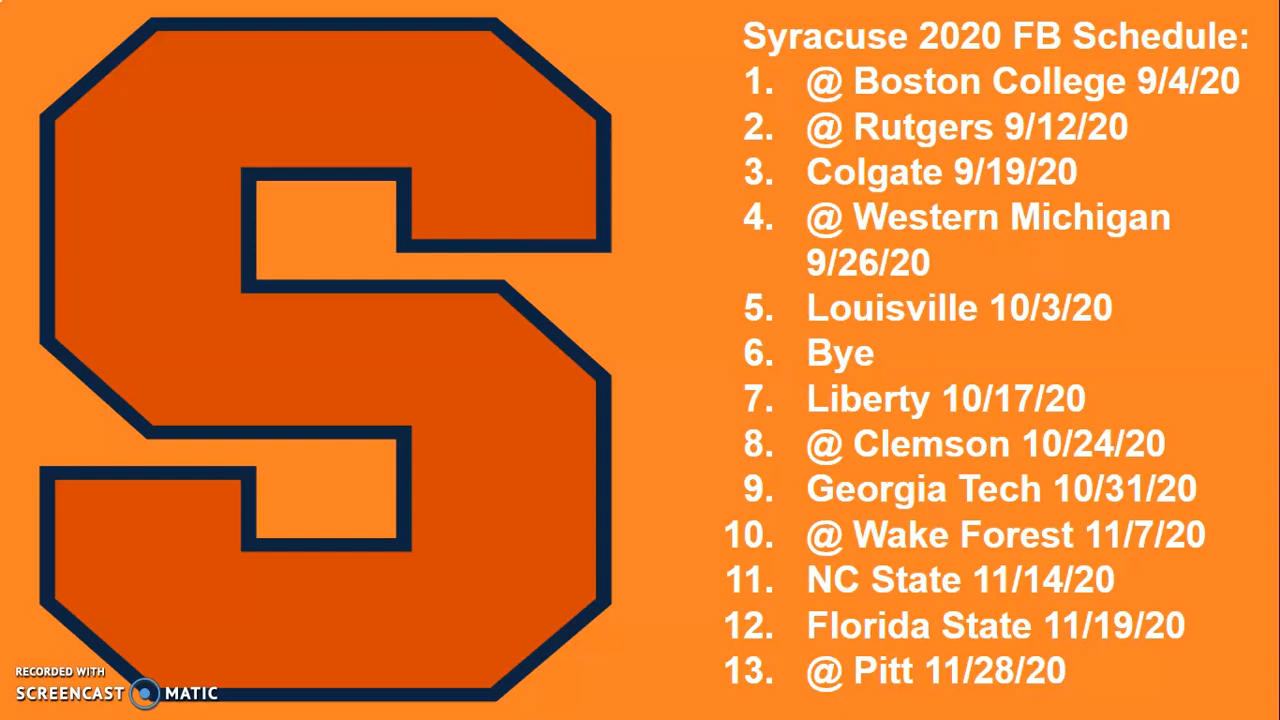 Syracuse 2020 FB Schedule:
1. @ Boston College 9/4/20
2. @ Rutgers 9/12/20
3. Colgate 9/19/20
4. @ Western Michigan
9/26/20
5. Louisville 10/3/20
6. Bye
7. Liberty 10/17/20
8. @ Clemson 10/24/20
9. Georgia Tech 10/31/20
10. @ Wake Forest 11/7/20
11. NC State 11/14/20
12. Florida State 11/19/20
13. @ Pitt 11/28/20
S
RECORDED WITH
SCREENCAST MATIC